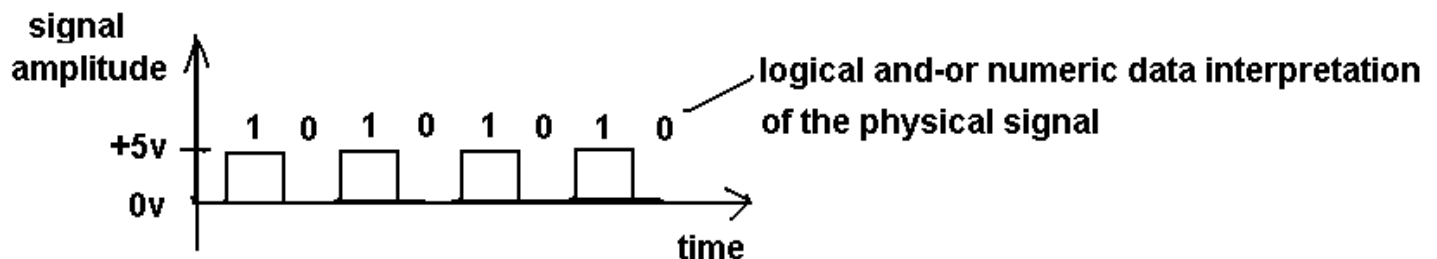 signal
amplitude
logical and-or numeric data interpretation
of the physical signal
1 0 1 0 1 0 1 0
+5v
0v
time